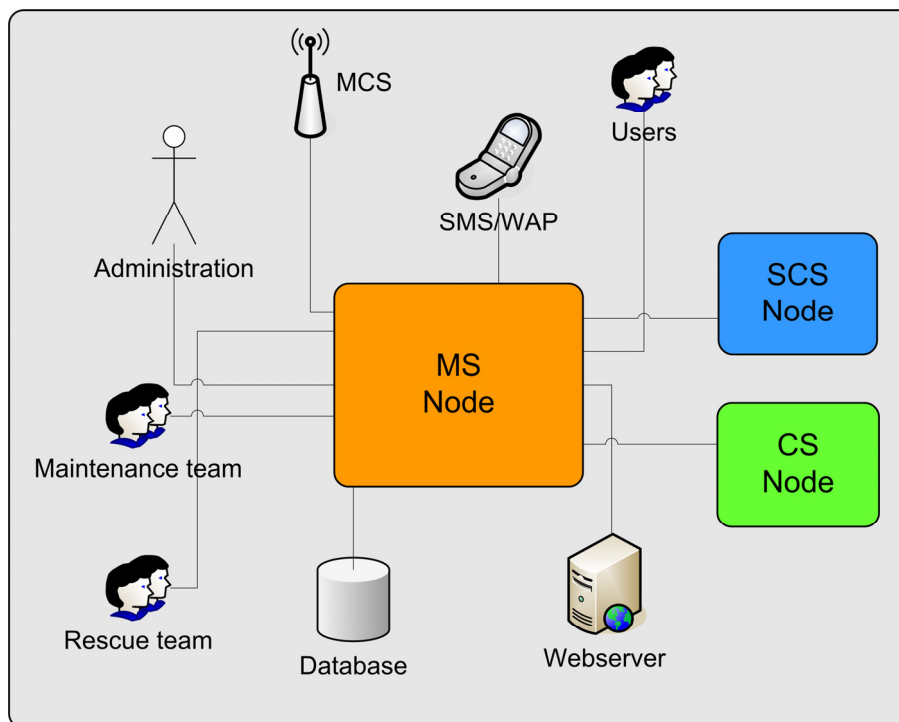 MCS
Users
SMS/WAP
Administration
SCS
Node
MS
Node
Maintenance team
CS
Node
Rescue team
Database
Webserver